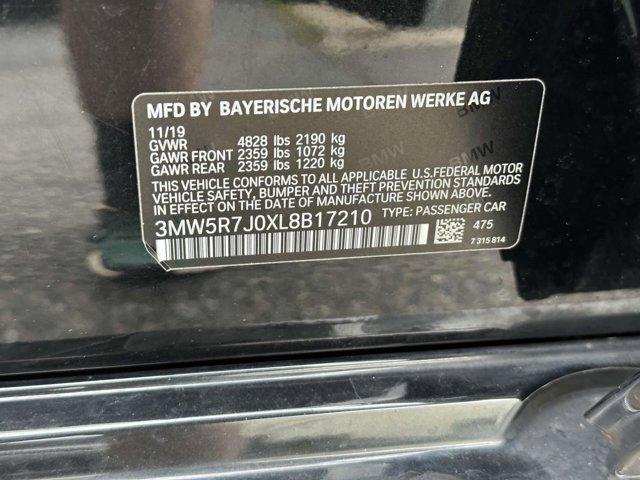 MFD BY BAYERISCHE MOTOREN WERKE AG
11/19
GVWR 4828 lbs 2190 kg
GAWR FRONT 2359 lbs 1072 kg
GAWR REAR 2359 lbs 1220 kg
THIS VEHICLE CONFORMS TO ALL APPLICABLE U.S.FEDERAL MOTOR
VEHICLE SAFETY, BUMPER AND THEFT PREVENTION STANDARDS
IN EFFECT ON THE DATE OF MANUFACTURE SHOWN ABOVE.
3MW5R7J0XL8B17210 TYPE: PASSENGER CAR
475
7 315 814